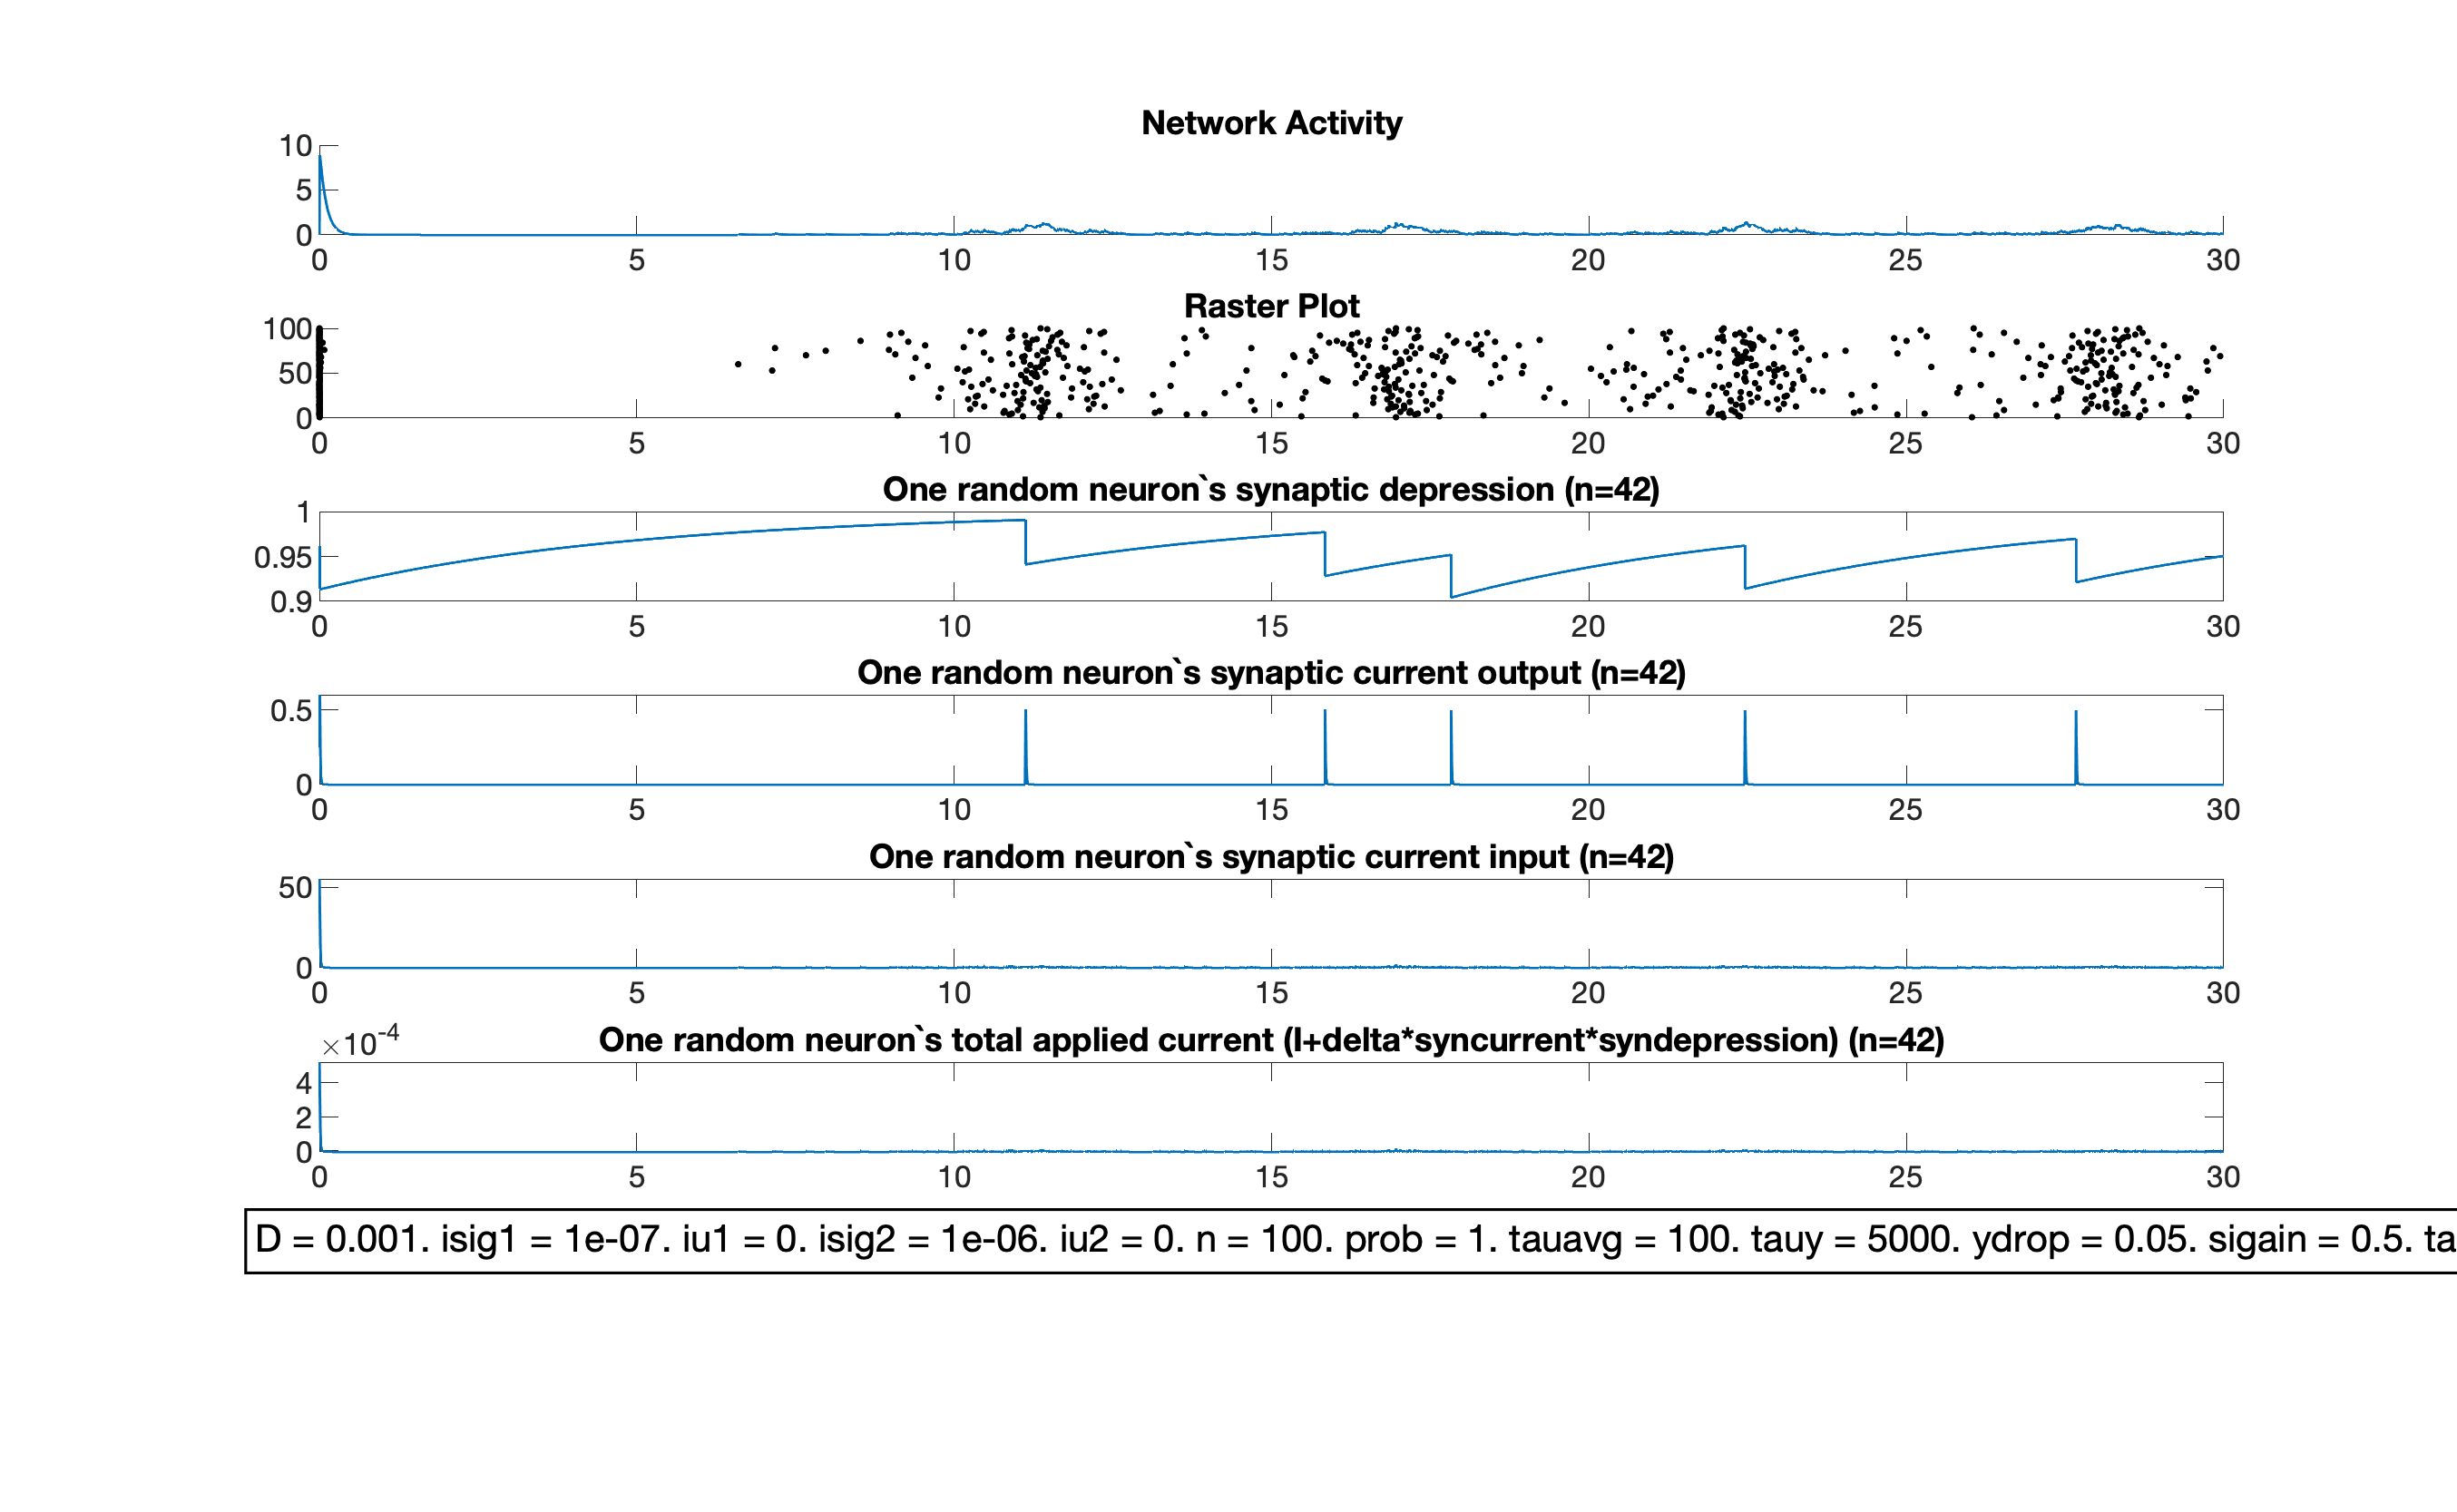 Network Activity
10
5
0
0 5 10 15 20 25 30
Raster Plot
100
50
0
0 5 10 15 20 25 30
One random neuron`s synaptic depression (n=42)
1
0.95
0.9
0 5 10 15 20 25 30
One random neuron`s synaptic current output (n=42)
0.5
0
0 5 10 15 20 25 30
One random neuron`s synaptic current input (n=42)
50
0
0 5 10 15 20 25 30
×10-4 One random neuron`s total applied current (I+delta*syncurrent*syndepression) (n=42)
4
2
0
0 5 10 15 20 25 30
D = 0.001. isig1 = 1e-07. iu1 = 0. isig2 = 1e-06. iu2 = 0. n = 100. prob = 1. tauavg = 100. tauy = 5000. ydrop = 0.05. sigain = 0.5. ta